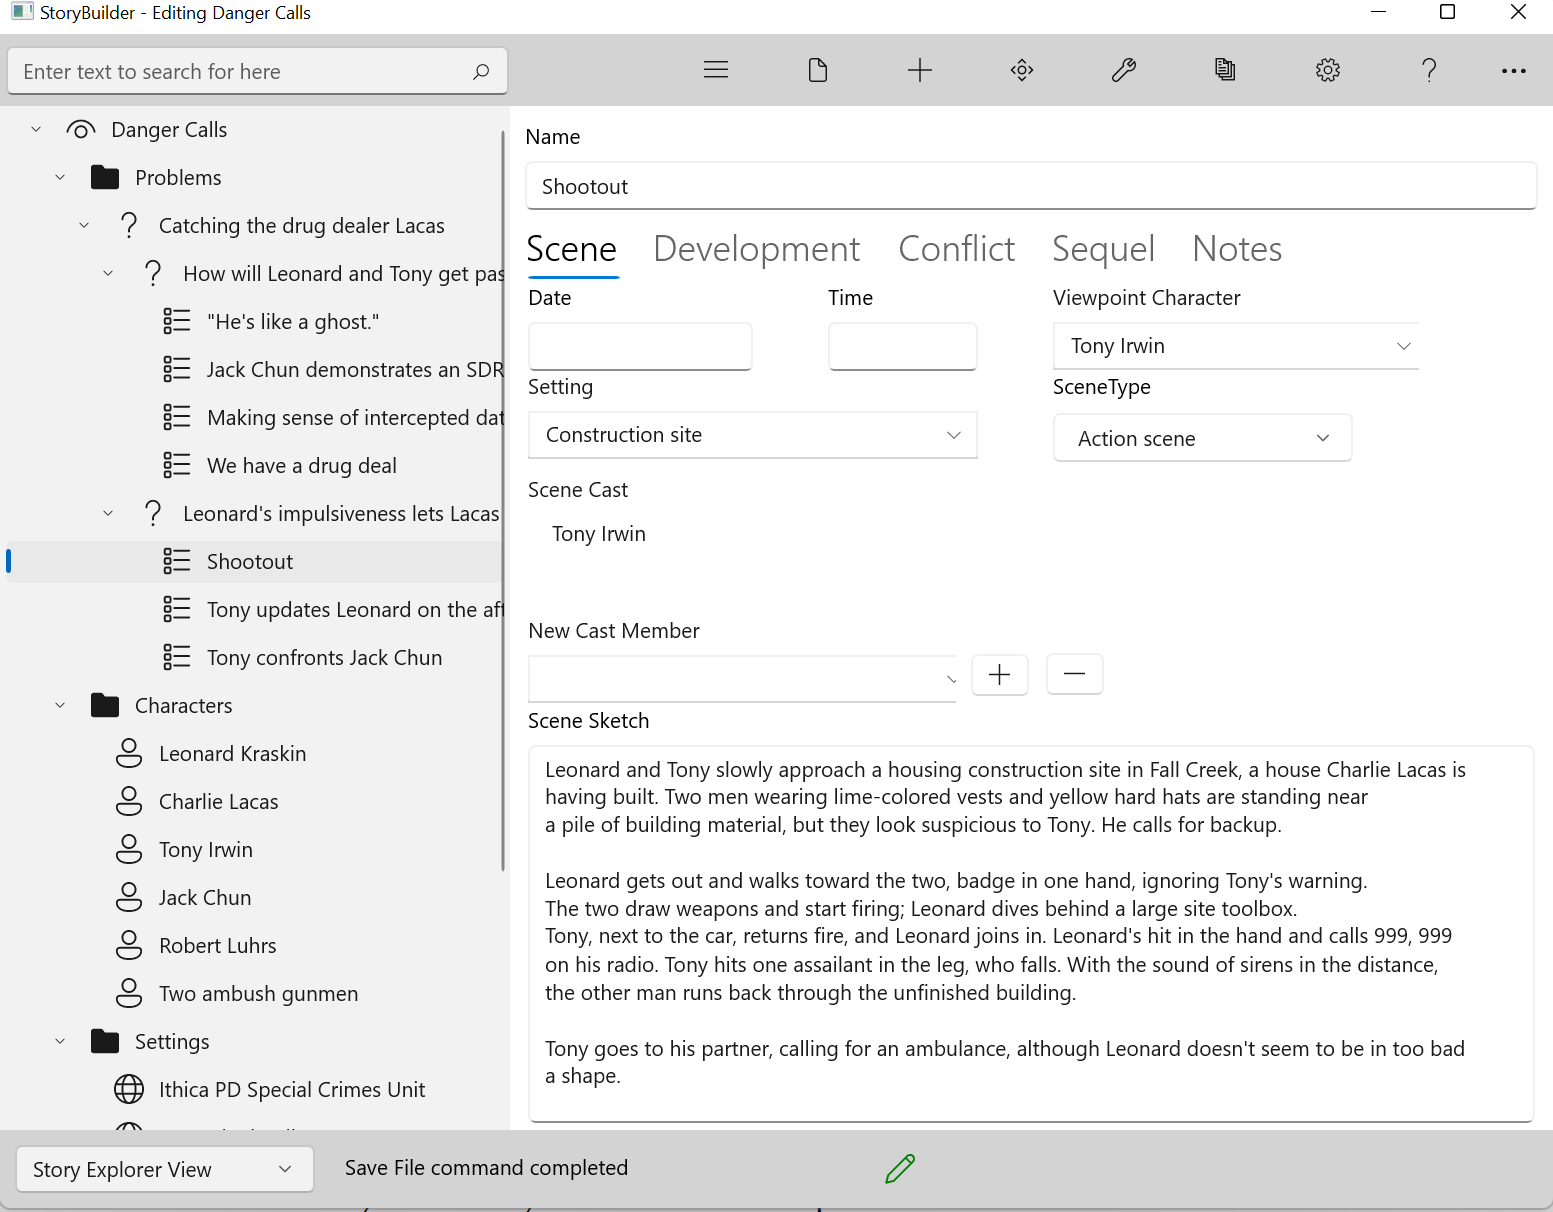 StoryBuilder - Editing Danger Calls
Enter text to search for here
Danger Calls
Problems
Catching the drug dealer Lacas
How will Leonard and Tony get pas
"He's like a ghost."
Jack Chun demonstrates an SDR
Making sense of intercepted dat
We have a drug deal
Leonard's impulsiveness lets Lacas
Shootout
Tony updates Leonard on the aft
Tony confronts Jack Chun
Characters
Leonard Kraskin
Charlie Lacas
Tony Irwin
Jack Chun
Robert Luhrs
Two ambush gunmen
Settings
Ithica PD Special Crimes Unit
Name
Shootout
Scene Development Conflict Sequel Notes
Date Time Viewpoint Character
Tony Irwin
Setting SceneType
Construction site Action scene
Scene Cast
Tony Irwin
New Cast Member
Scene Sketch
Leonard and Tony slowly approach a housing construction site in Fall Creek, a house Charlie Lacas is
having built. Two men wearing lime-colored vests and yellow hard hats are standing near
a pile of building material, but they look suspicious to Tony. He calls for backup.
Leonard gets out and walks toward the two, badge in one hand, ignoring Tony's warning.
The two draw weapons and start firing; Leonard dives behind a large site toolbox.
Tony, next to the car, returns fire, and Leonard joins in. Leonard's hit in the hand and calls 999, 999
on his radio. Tony hits one assailant in the leg, who falls. With the sound of sirens in the distance,
the other man runs back through the unfinished building.
Tony goes to his partner, calling for an ambulance, although Leonard doesn't seem to be in too bad
a shape.
Story Explorer View Save File command completed